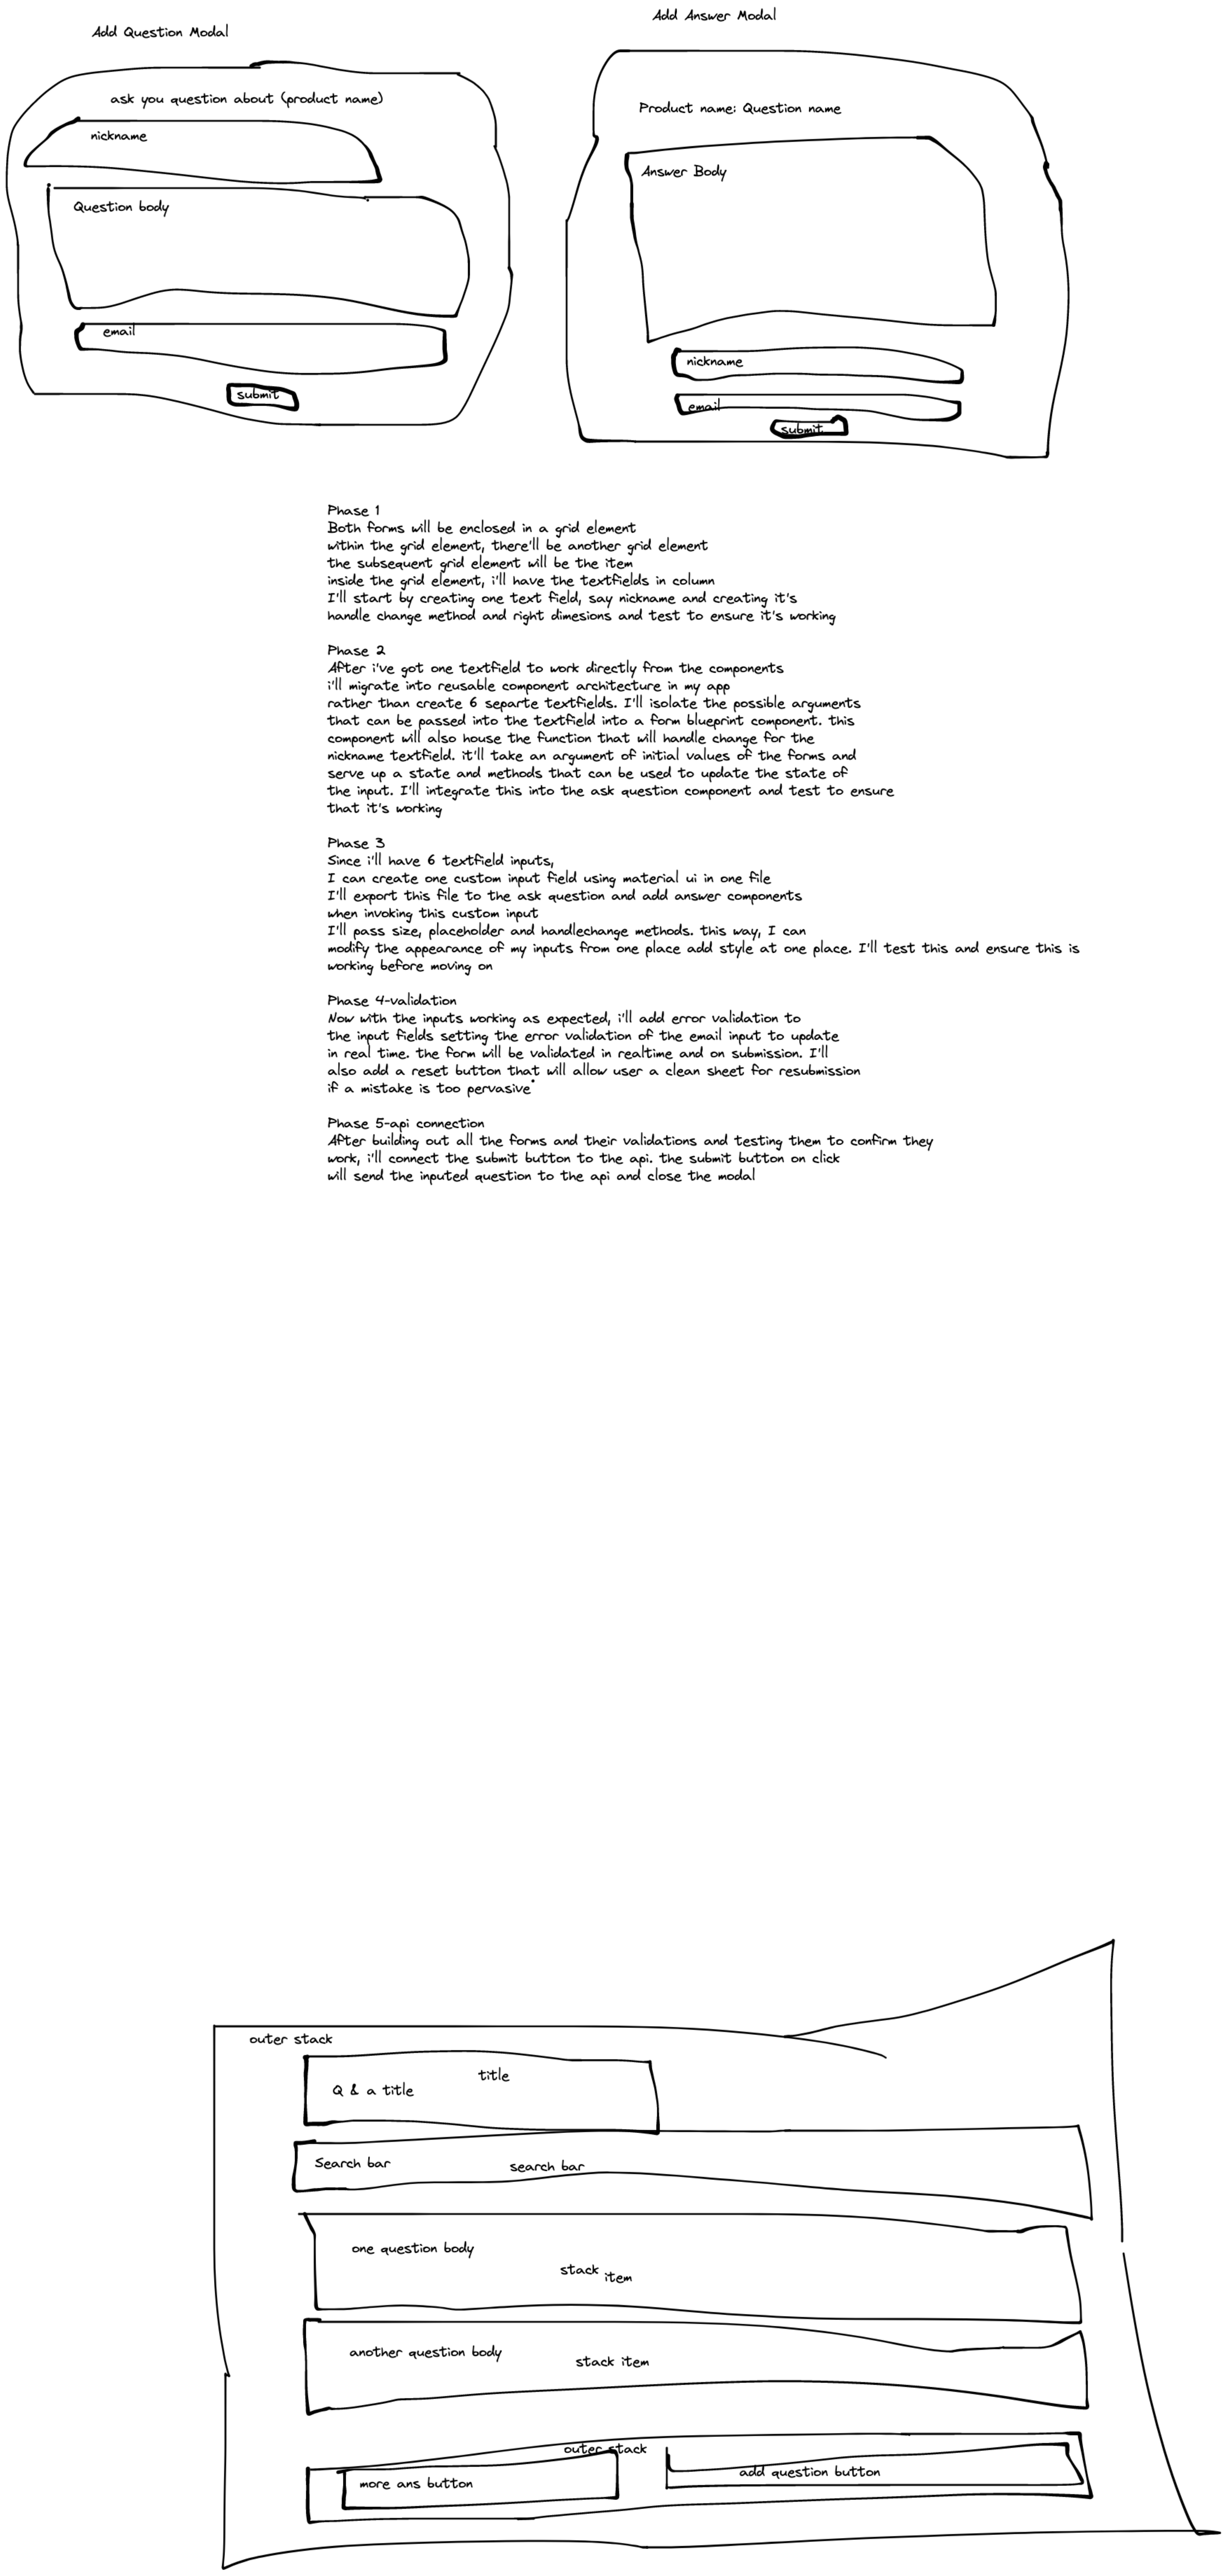 Add Question Modal
ask you question about (product name)
nickname
Question body
email
submit
Add Answer Modal
Product name: Question name
Answer Body
nickname
email
submit
Phase 1
Both forms will be enclosed in a grid element
within the grid element, there'll be another grid element
the subsequent grid element will be the item
inside the grid element, i'll have the textfields in column
I'll start by creating one text field, say nickname and creating it's
handle change method and right dimesions and test to ensure it's working
Phase 2
After i've got one textfield to work directly from the components
i'll migrate into reusable component architecture in my app
rather than create 6 separte textfields. I'll isolate the possible arguments
that can be passed into the textfield into a form blueprint component. this
component will also house the function that will handle change for the
nickname textfield. it'll take an argument of initial values of the forms and
serve up a state and methods that can be used to update the state of
the input. I'll integrate this into the ask question component and test to ensure
that it's working
Phase 3
Since i'll have 6 textfield inputs,
I can create one custom input field using material ui in one file
I'll export this file to the ask question and add answer components
when invoking this custom input
I'll pass size, placeholder and handlechange methods. this way, I can
modify the appearance of my inputs from one place add style at one place. I'll test this and ensure this is
working before moving on
Phase 4-validation
Now with the inputs working as expected, i'll add error validation to
the input fields setting the error validation of the email input to update
in real time. the form will be validated in realtime and on submission. I'll
also add a reset button that will allow user a clean sheet for resubmission
if a mistake is too pervasive
Phase 5-api connection
After building out all the forms and their validations and testing them to confirm they
work, i'll connect the submit button to the api. the submit button on click
will send the inputed question to the api and close the modal
outer stack
title
Q & a title
Search bar
search bar
one question body
stack
item
another question body
stack item
outer stack
more ans button
add question button